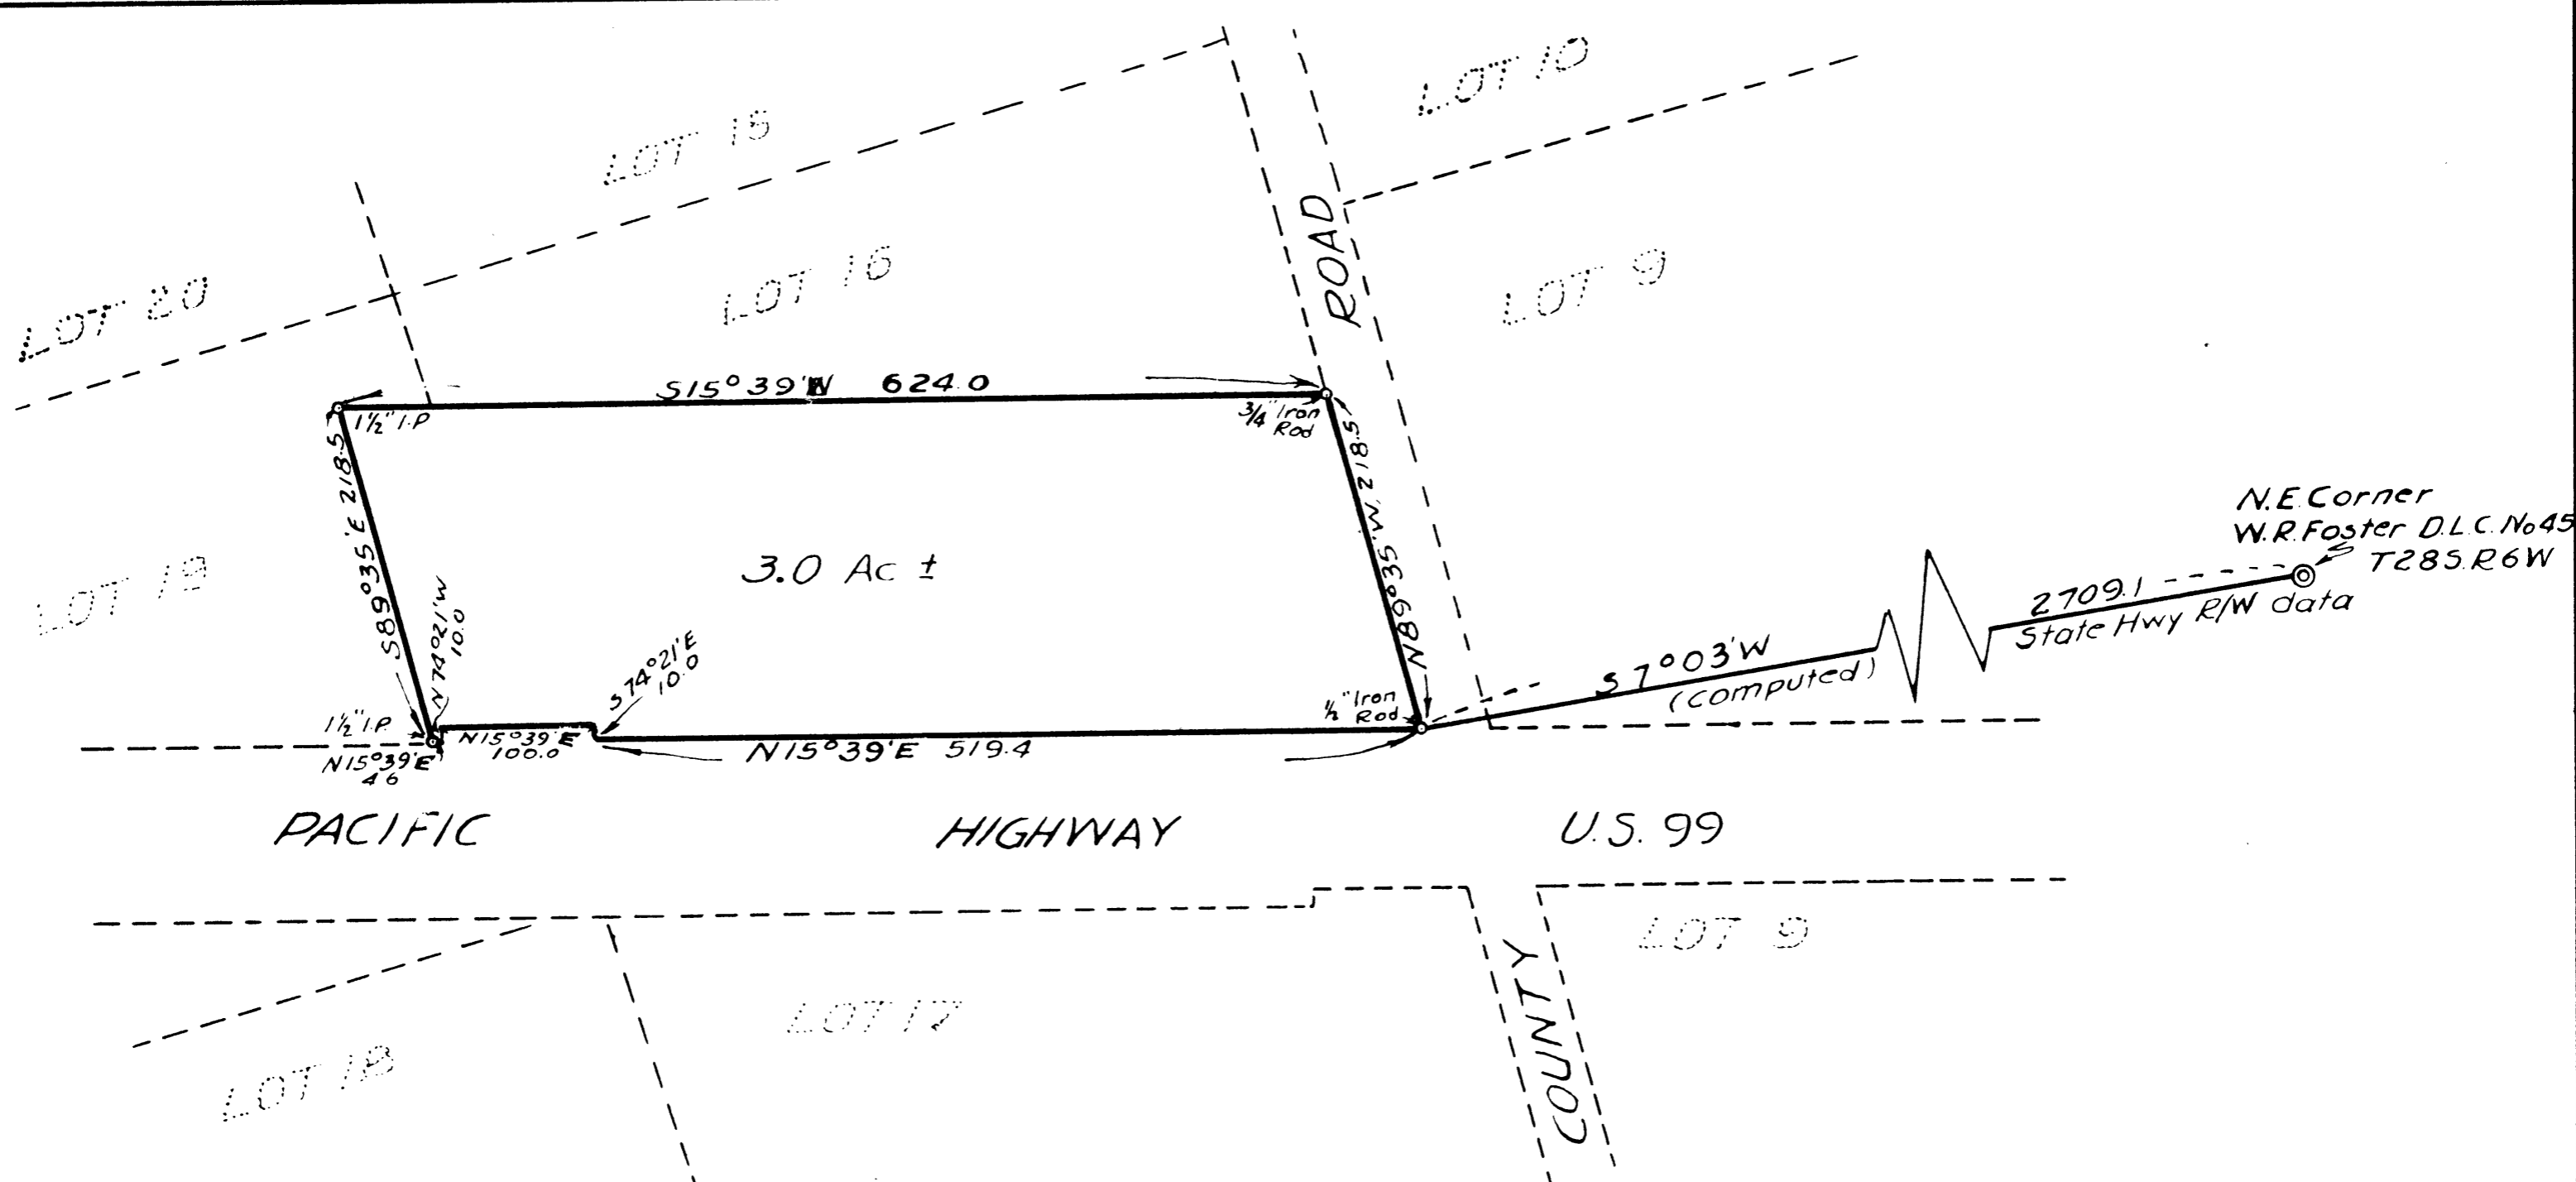 LOT 10
LOT 15
ROAD
LOT 16
LOT 9
LOT 20
S15°39'W 624.0
1½" I.P
¾" Iron
Rod
S89°35'E 218.5
N89°35'W, 218.5
N.E. Corner
W.R. Foster D.L.C. No 45
T28S. R6W
3.0 Ac ±
LOT 19
N74°21'W
10.0
S74°21'E
10.0
2709.1
State Hwy R/W data
S7°03'W
(computed)
½" Iron
Rod
1½" I.P.
N15°39'E
4.6
N15°39'E
100.0
N15°39'E 519.4
PACIFIC HIGHWAY U.S. 99
LOT 9
COUNTY
LOT 17
LOT 18